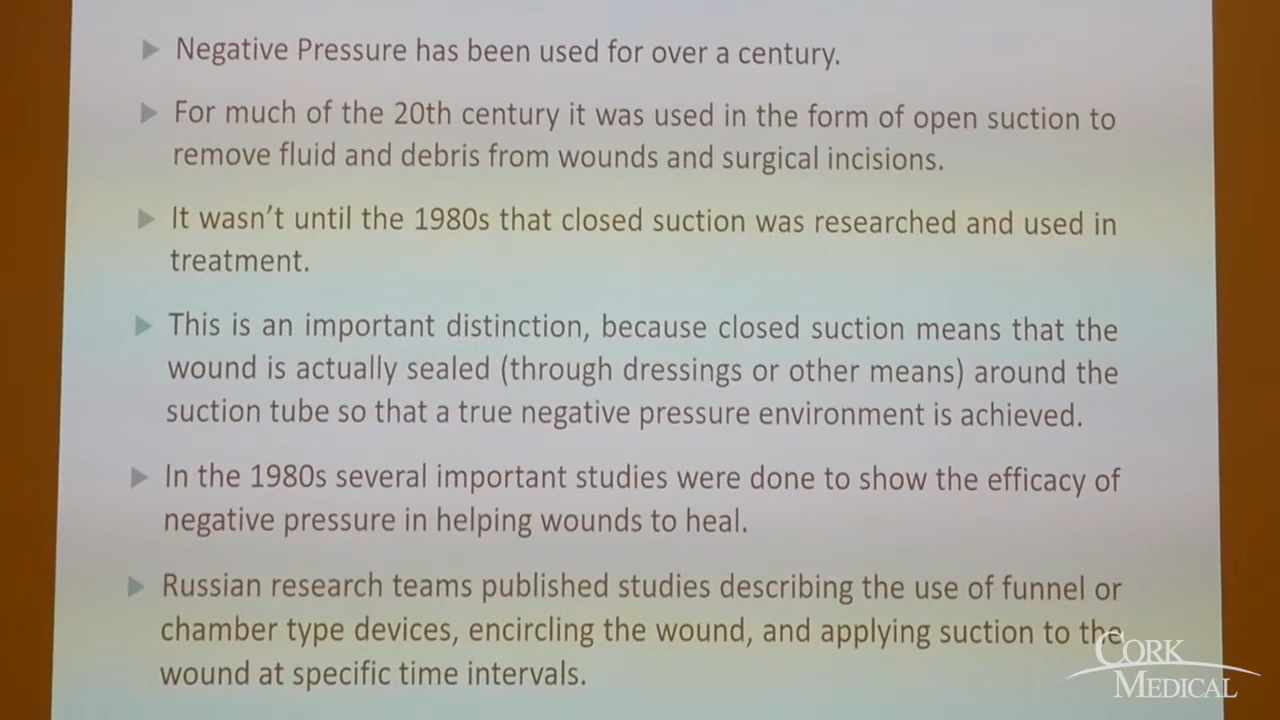 Negative Pressure has been used for over a century.
For much of the 20th century it was used in the form of open suction to
remove fluid and debris from wounds and surgical incisions.
It wasn't until the 1980s that closed suction was researched and used in
treatment.
This is an important distinction, because closed suction means that the
wound is actually sealed (through dressings or other means) around the
suction tube so that a true negative pressure environment is achieved.
In the 1980s several important studies were done to show the efficacy of
negative pressure in helping wounds to heal.
Russian research teams published studies describing the use of funnel or
chamber type devices, encircling the wound, and applying suction to the
wound at specific time intervals.
CORK
MEDICAL